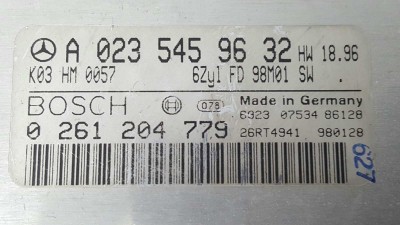 A 023 545 96 32 HW 18.96
K03 HM 0057 6Zyl FD 98M01 SW .
BOSCH 078 Made in Germany
6323 07534 86128
0 261 204 779 26RT4941 980128
627